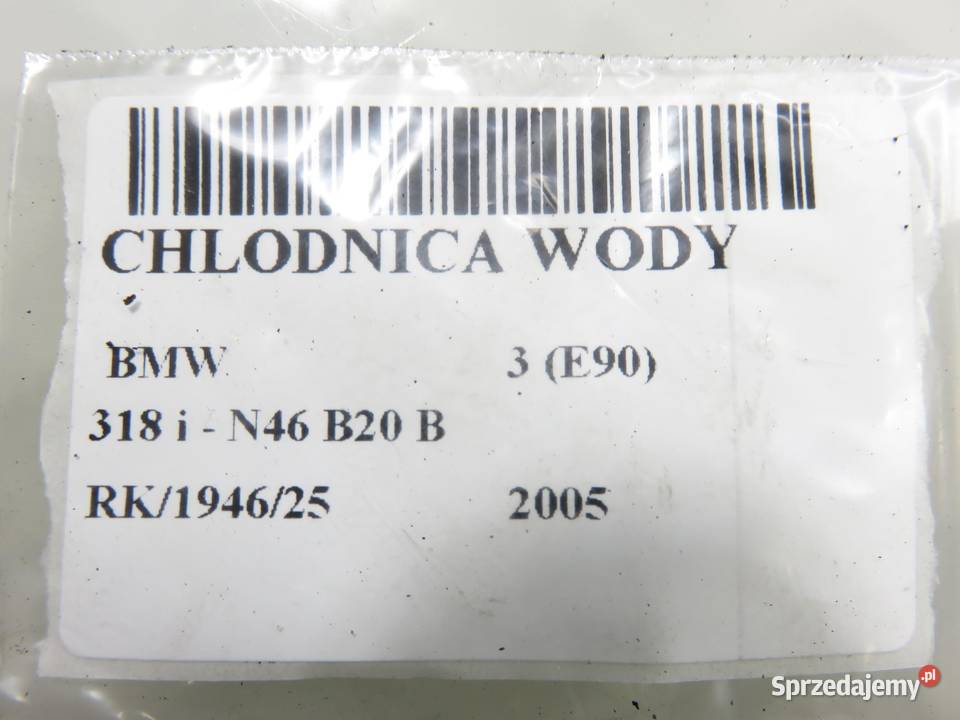 CHLODNICA WODY
BMW 3 (E90)
318 i - N46 B20 B
RK/1946/25 2005
Sprzedajemy.pl